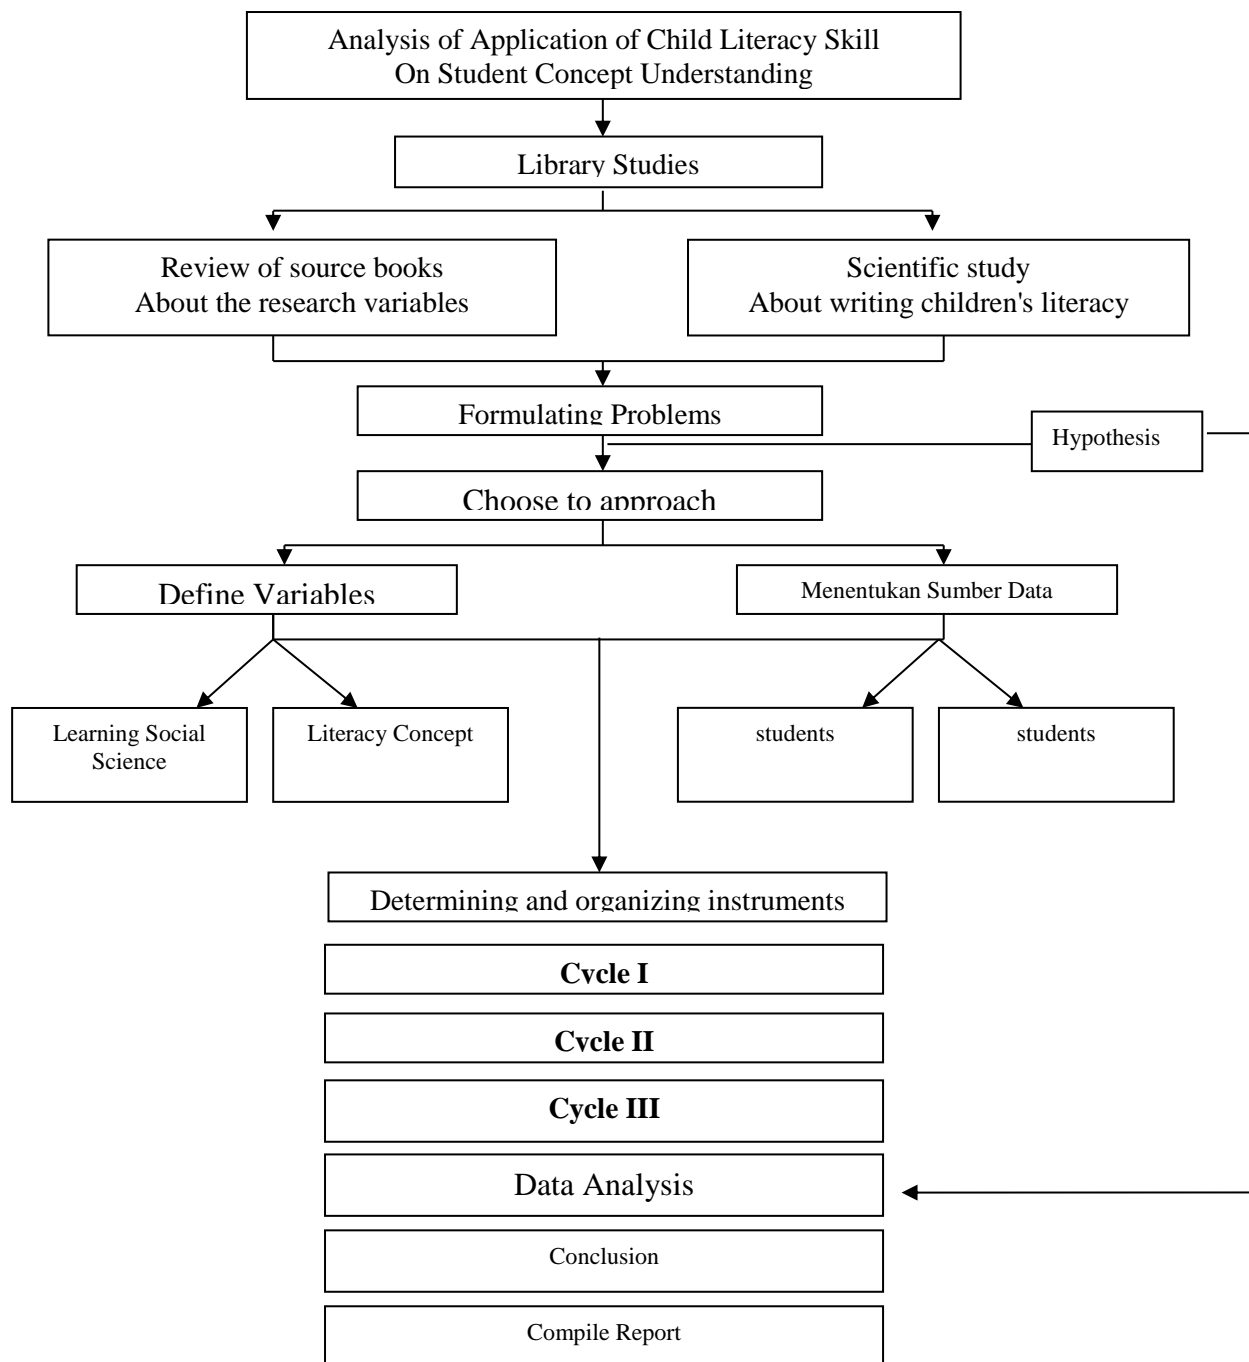 Analysis of Application of Child Literacy Skill
On Student Concept Understanding
Library Studies
Review of source books
About the research variables
Scientific study
About writing children's literacy
Formulating Problems
Hypothesis
Choose to approach
Define Variables
Menentukan Sumber Data
Learning Social
Science
Literacy Concept
students
students
Determining and organizing instruments
Cycle I
Cycle II
Cycle III
Data Analysis
Conclusion
Compile Report